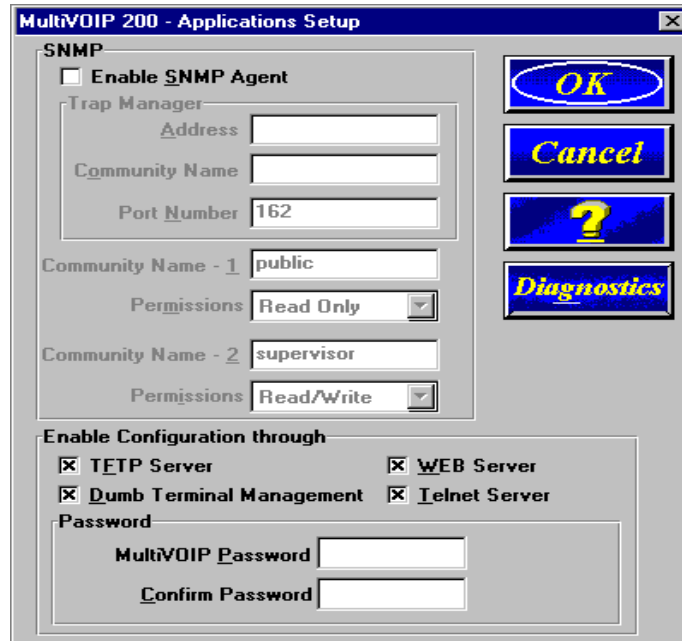 MultiVOIP 200 - Applications Setup
SNMP
Enable SNMP Agent
Trap Manager
Address
Community Name
Port Number 162
Community Name - 1 public
Permissions Read Only
Community Name - 2 supervisor
Permissions Read/Write
OK
Cancel
?
Diagnostics
Enable Configuration through
TFTP Server WEB Server
Dumb Terminal Management Telnet Server
Password
MultiVOIP Password
Confirm Password